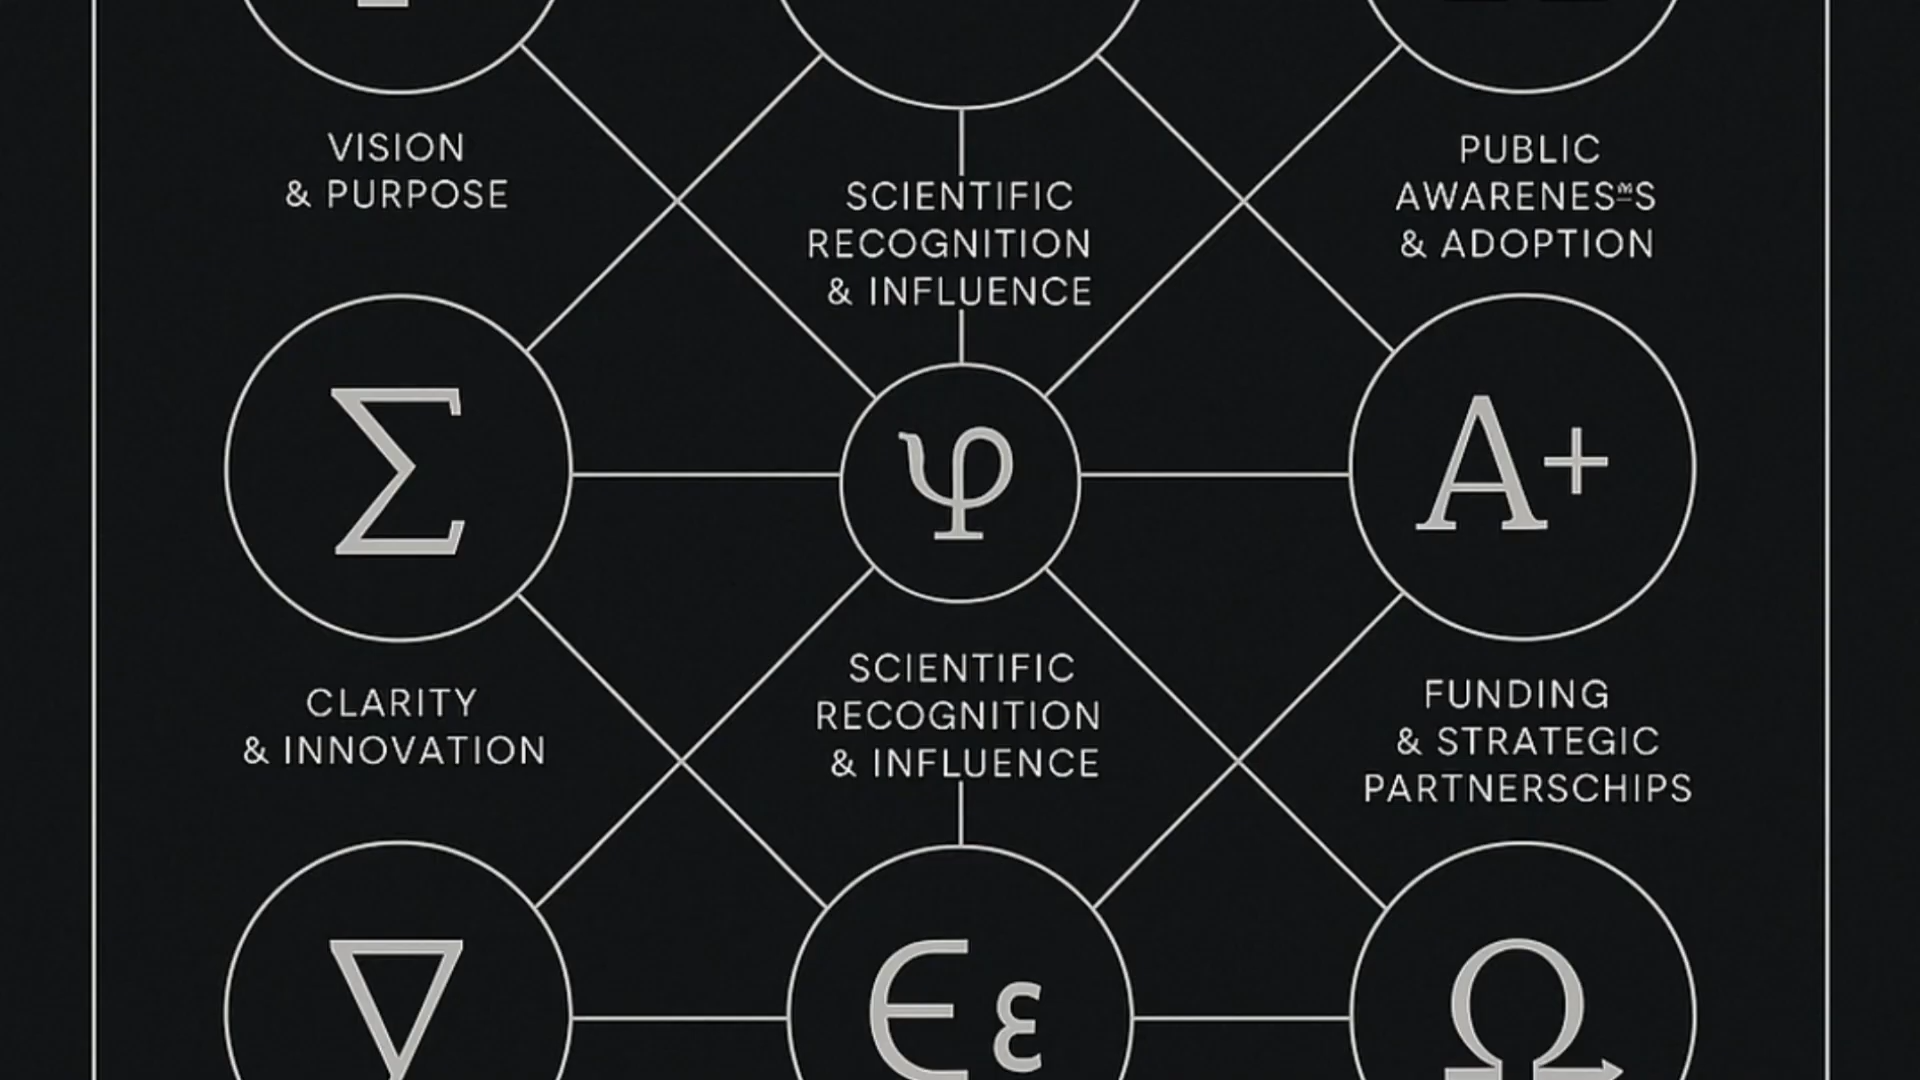 VISION
& PURPOSE
SCIENTIFIC
RECOGNITION
& INFLUENCE
PUBLIC
AWARENES S
& ADOPTION
Σ
φ
A+
CLARITY
& INNOVATION
SCIENTIFIC
RECOGNITION
& INFLUENCE
FUNDING
& STRATEGIC
PARTNERSCHIPS
∇
Є ε
Ω